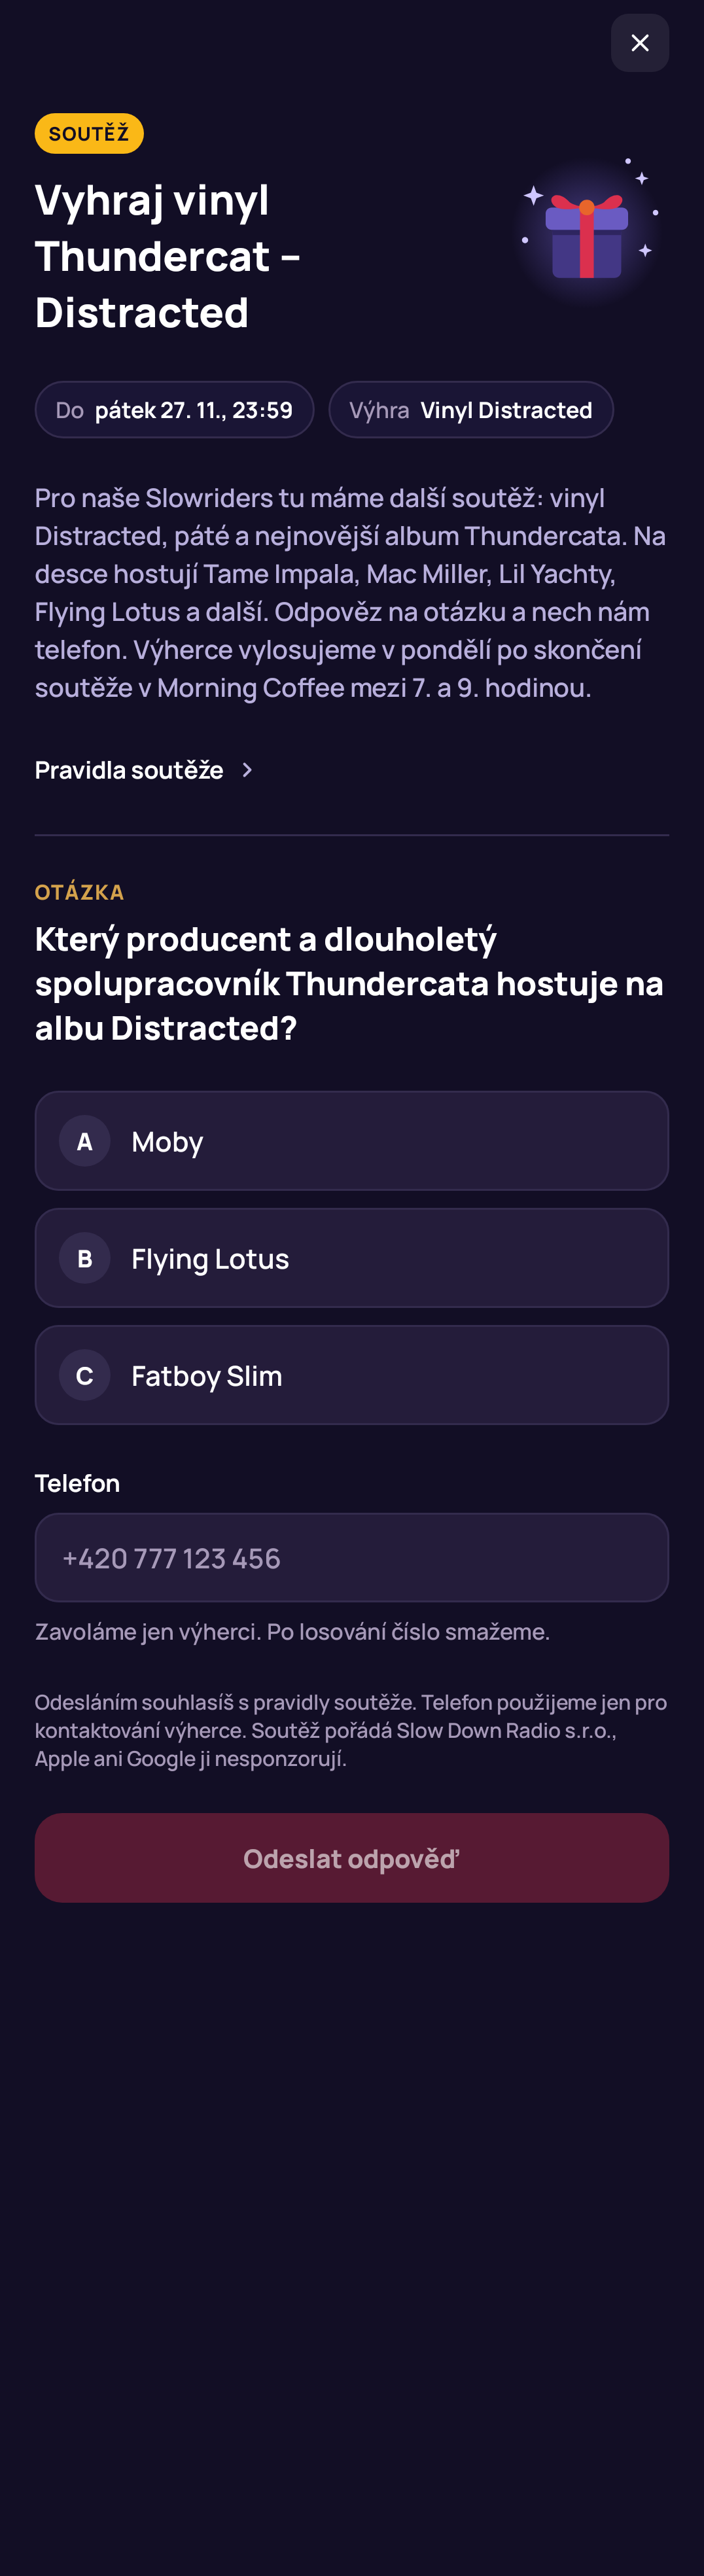 SOUTĚŽ
Vyhraj vinyl
Thundercat –
Distracted
Do pátek 27. 11., 23:59
Výhra Vinyl Distracted
Pro naše Slowriders tu máme další soutěž: vinyl
Distracted, páté a nejnovější album Thundercata. Na
desce hostují Tame Impala, Mac Miller, Lil Yachty,
Flying Lotus a další. Odpověz na otázku a nech nám
telefon. Výherce vylosujeme v pondělí po skončení
soutěže v Morning Coffee mezi 7. a 9. hodinou.
Pravidla soutěže
OTÁZKA
Který producent a dlouholetý
spolupracovník Thundercata hostuje na
albu Distracted?
A Moby
B Flying Lotus
C Fatboy Slim
Telefon
+420 777 123 456
Zavoláme jen výherci. Po losování číslo smažeme.
Odesláním souhlasíš s pravidly soutěže. Telefon použijeme jen pro
kontaktování výherce. Soutěž pořádá Slow Down Radio s.r.o.,
Apple ani Google ji nesponzorují.
Odeslat odpověď